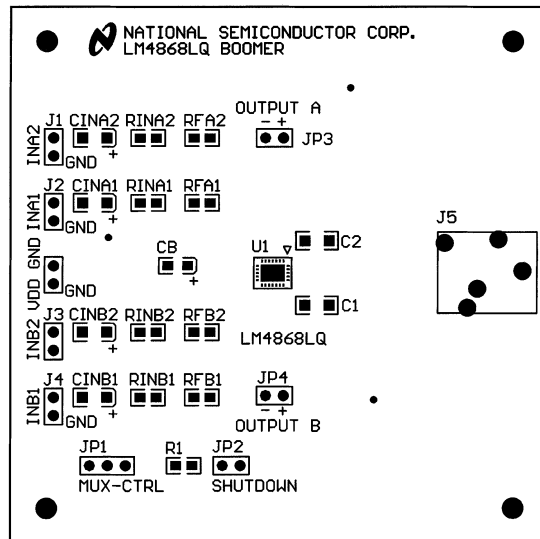 NATIONAL SEMICONDUCTOR CORP.
LM4868LQ BOOMER
OUTPUT A
- +
JP3
INA2
J1 CINA2 RINA2 RFA2
GND +
INA1
J2 CINA1 RINA1 RFA1
GND +
J5
VDD GND
GND
CB
+
U1
C2
C1
LM4868LQ
INB2
J3 CINB2 RINB2 RFB2
GND +
INB1
J4 CINB1 RINB1 RFB1
GND +
JP4
- +
OUTPUT B
JP1 R1 JP2
MUX-CTRL SHUTDOWN